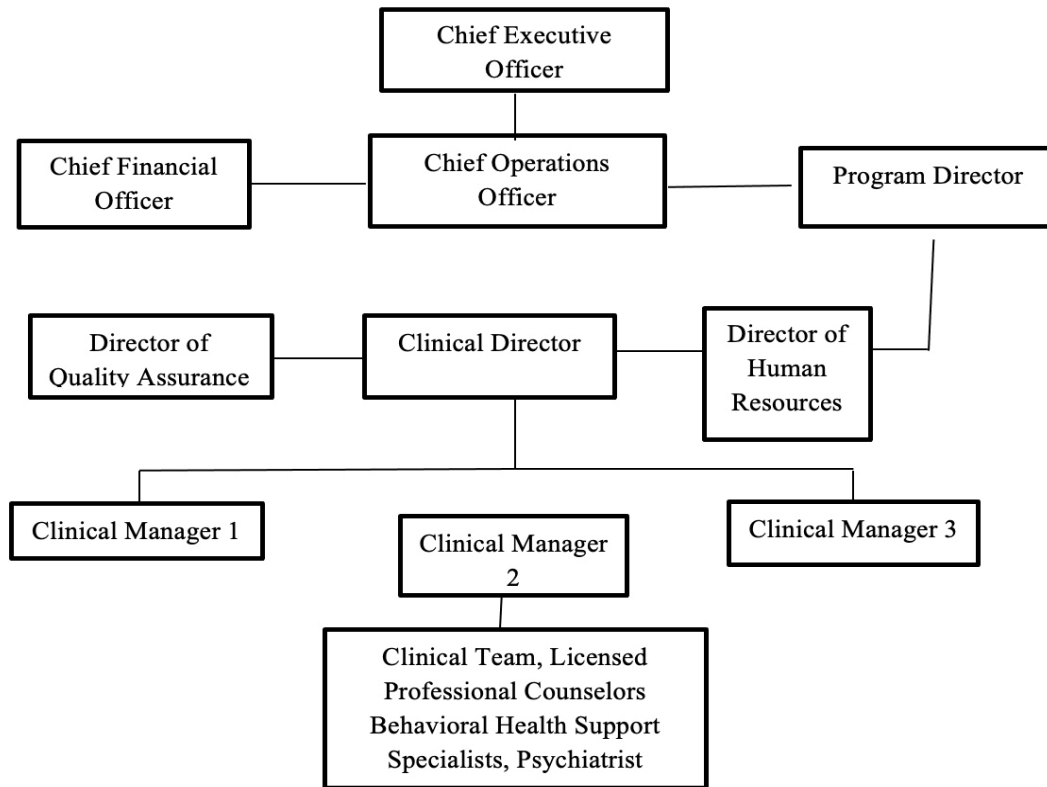 Chief Executive
Officer
Chief Financial
Officer
Chief Operations
Officer
Program Director
Director of
Quality Assurance
Clinical Director
Director of
Human
Resources
Clinical Manager 1
Clinical Manager
2
Clinical Manager 3
Clinical Team, Licensed
Professional Counselors
Behavioral Health Support
Specialists, Psychiatrist